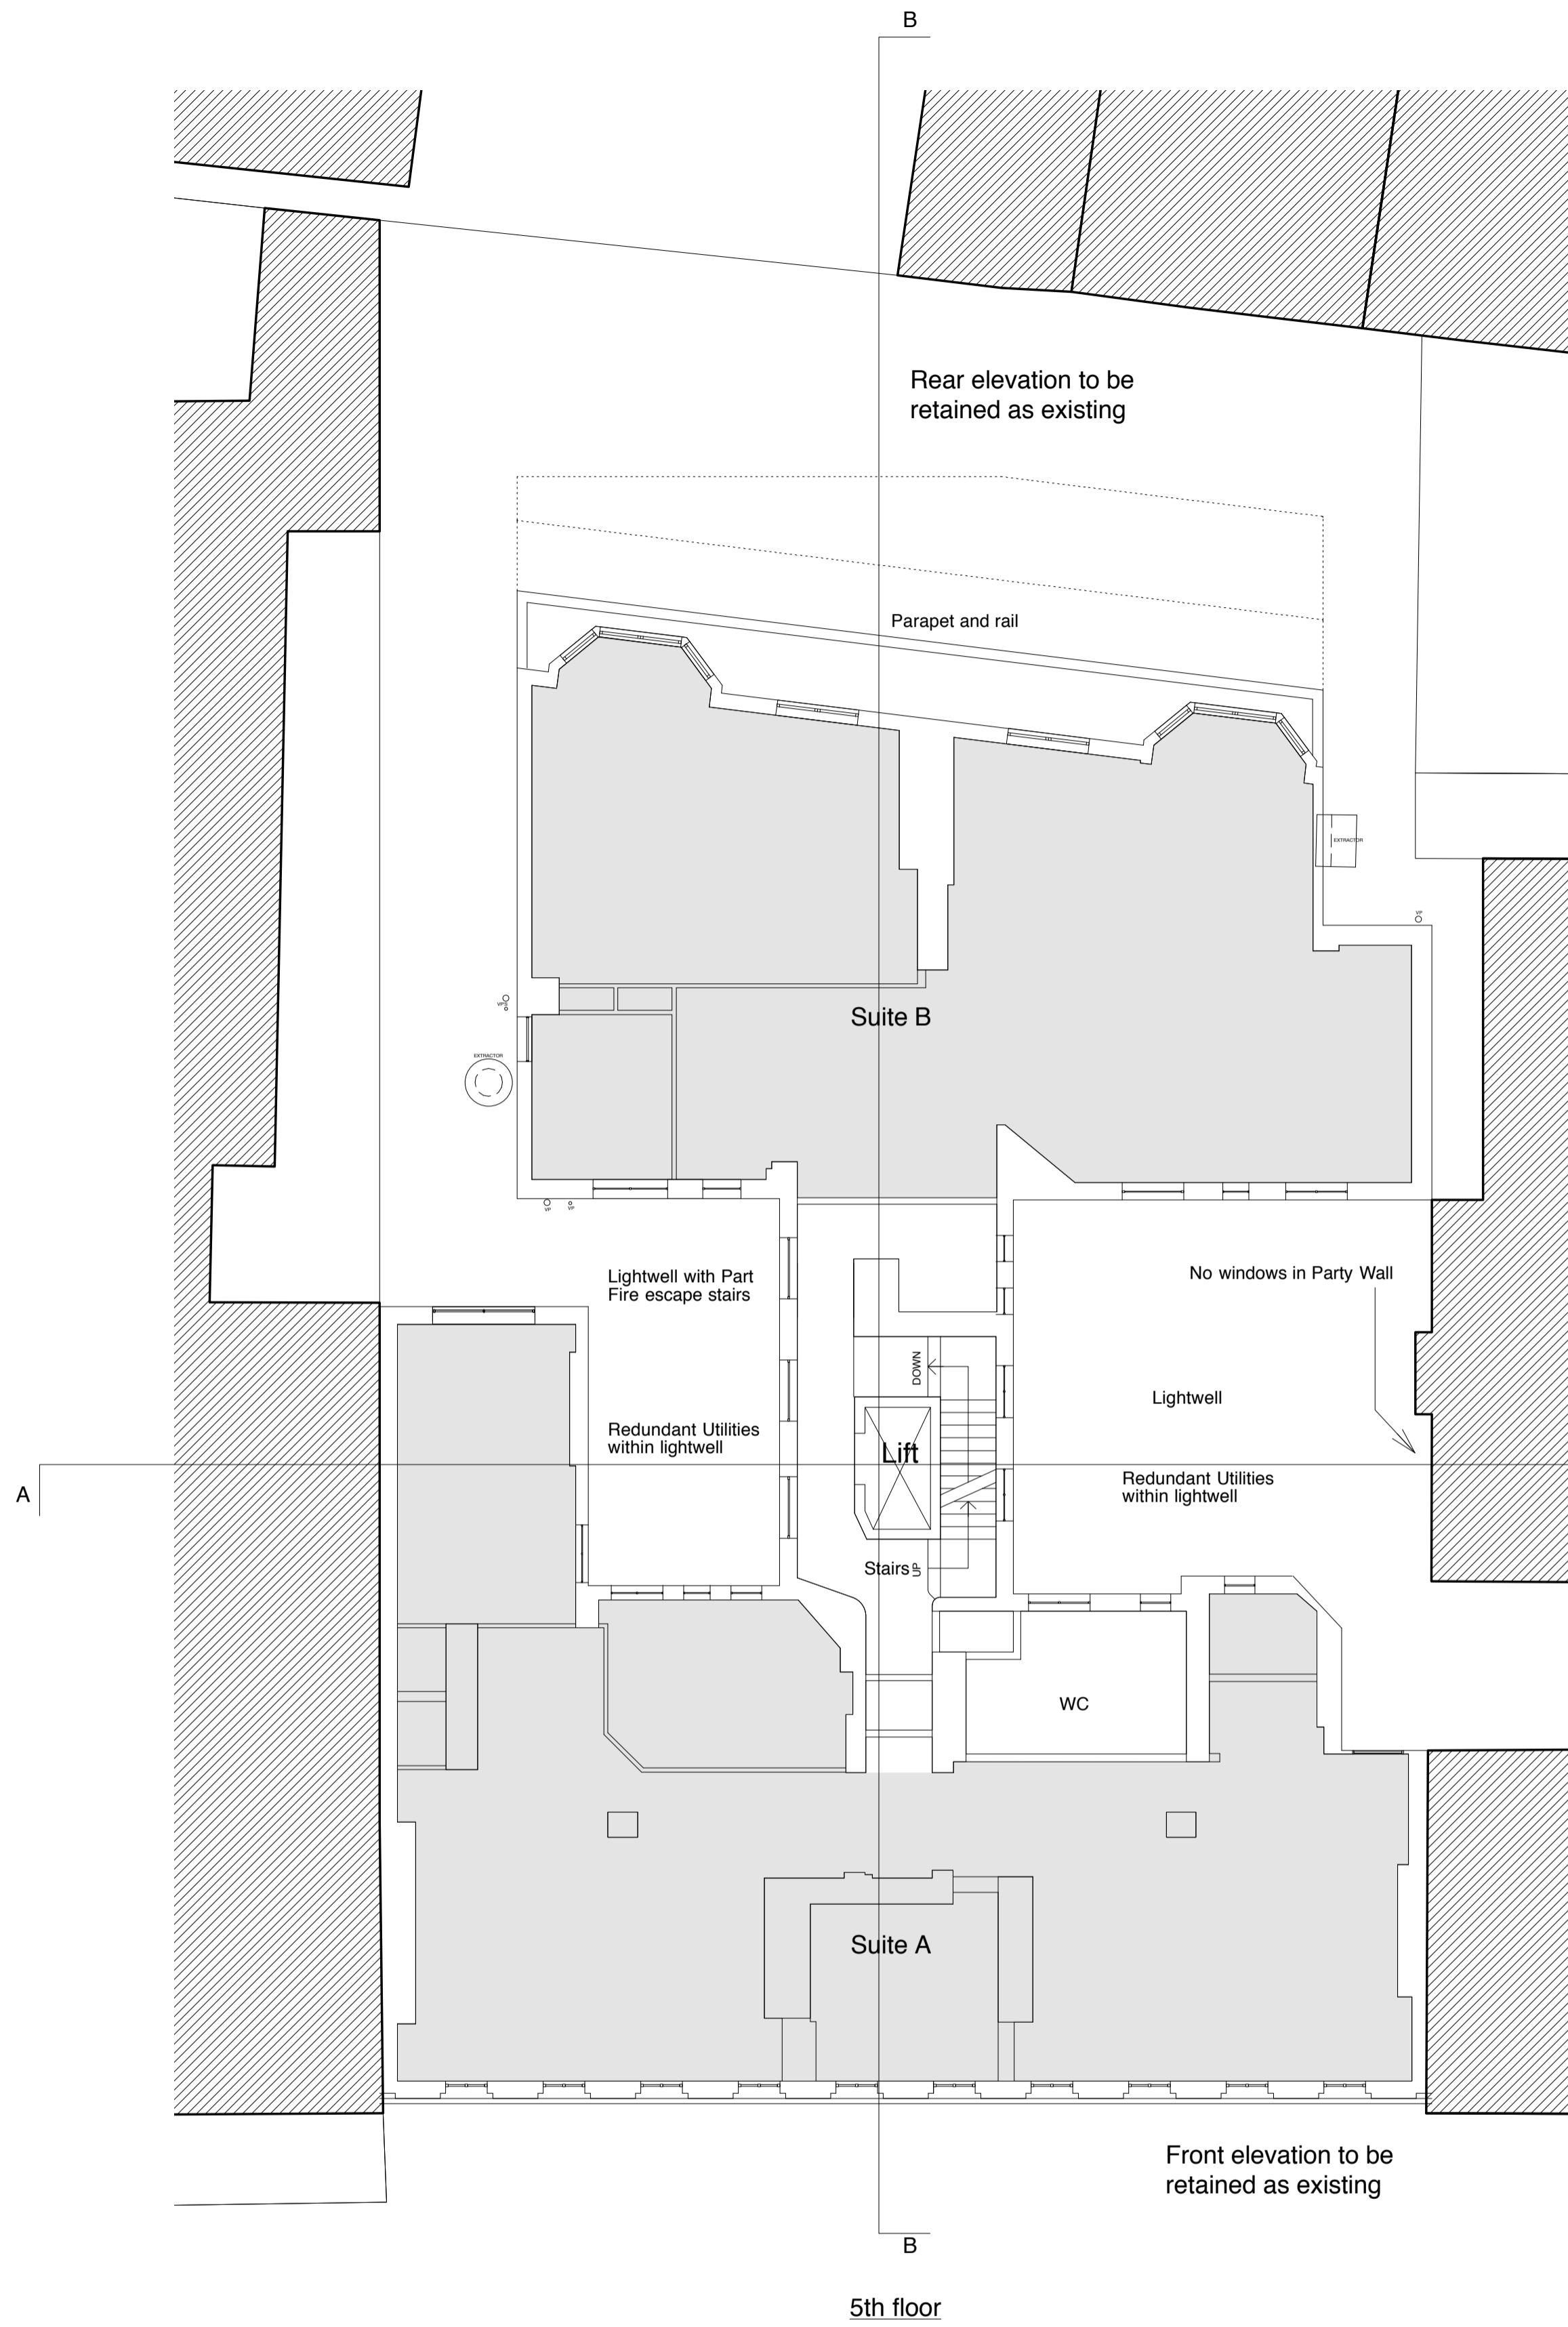 B
Rear elevation to be
retained as existing
Parapet and rail
EXTRACTOR
VP
Suite B
VP
EXTRACTOR
VP
VP
Lightwell with Part
Fire escape stairs
No windows in Party Wall
DOWN
Lightwell
Redundant Utilities
within lightwell
Lift
A
Redundant Utilities
within lightwell
Stairs
UP
WC
Suite A
Front elevation to be
retained as existing
B
5th floor